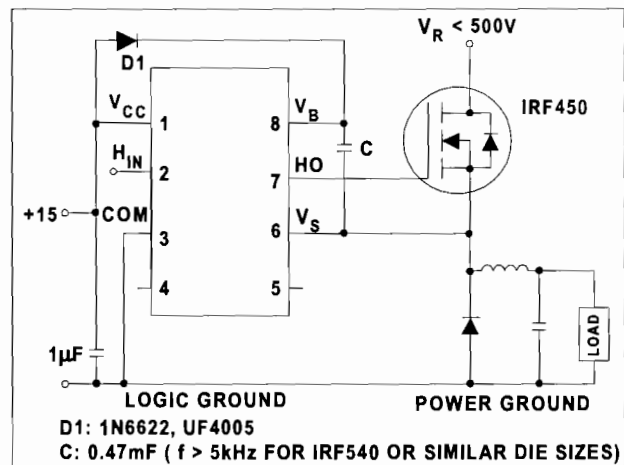 V_R < 500V
D1
IRF450
V_CC
1
8
V_B
C
H_IN
2
7
HO
+15
COM
3
6
V_S
4
5
1µF
LOAD
LOGIC GROUND
POWER GROUND
D1: 1N6622, UF4005
C: 0.47mF ( f > 5kHz FOR IRF540 OR SIMILAR DIE SIZES)